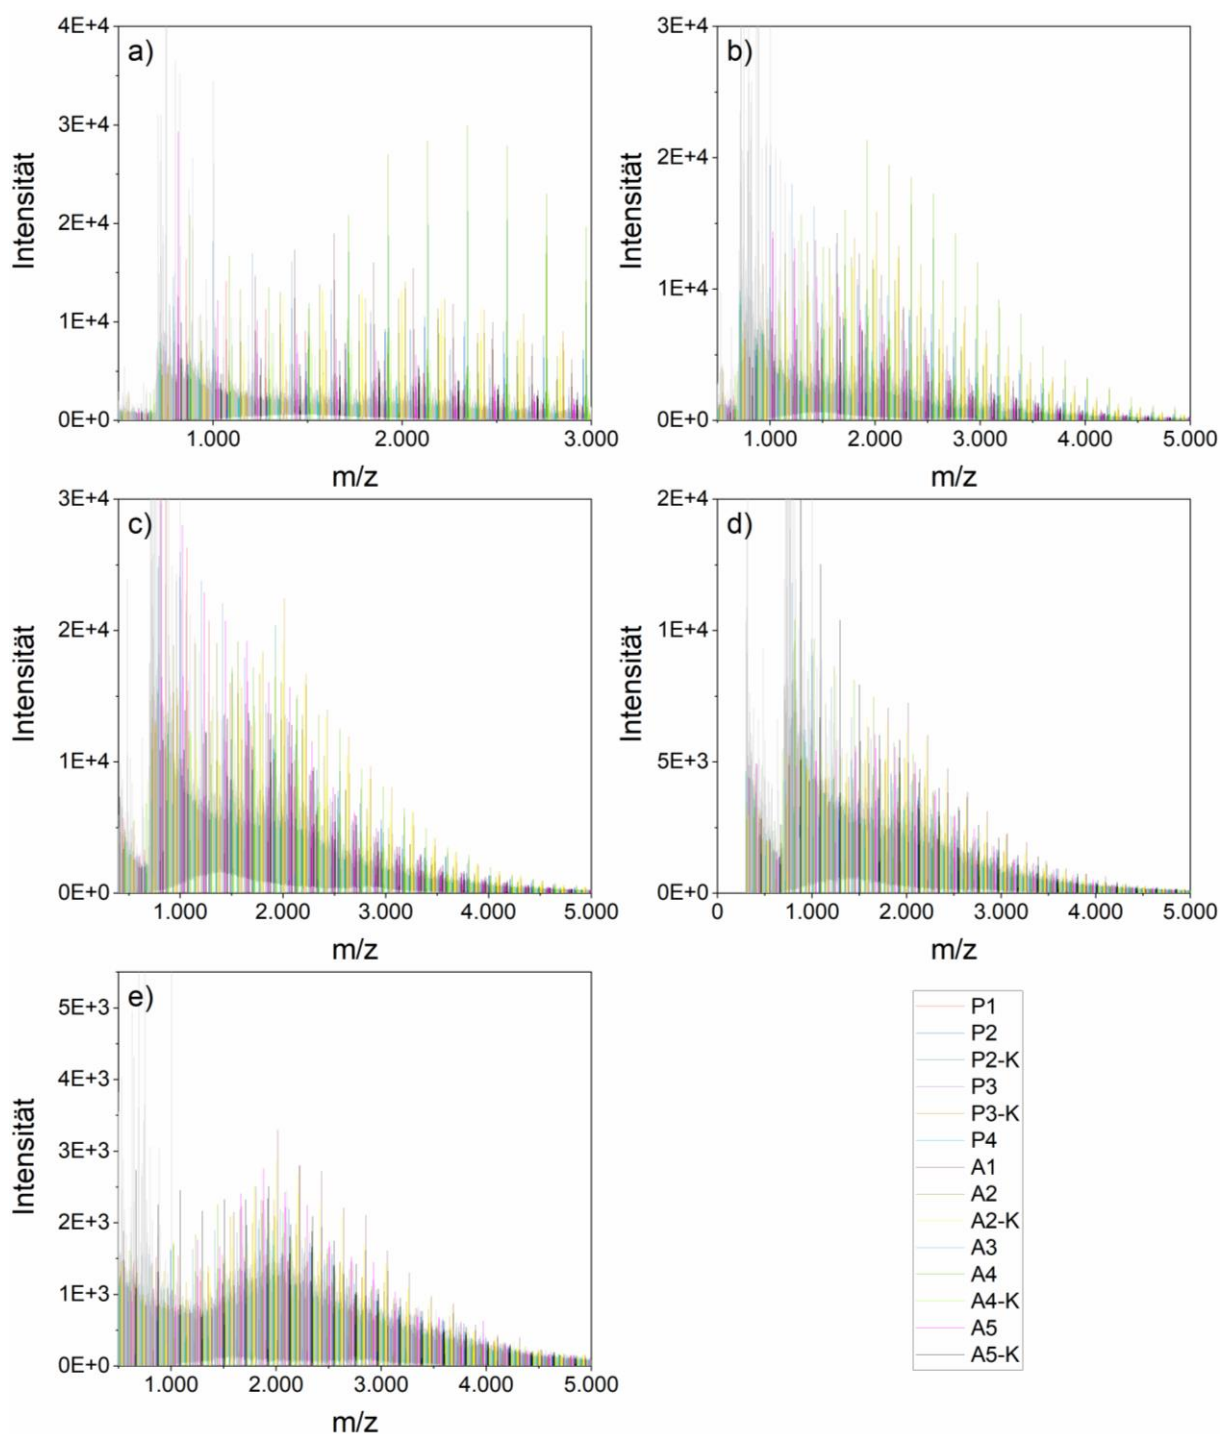 a)
4E+4
3E+4
2E+4
1E+4
0E+0
Intensität
1.000 2.000 3.000
m/z
b)
3E+4
2E+4
1E+4
0E+0
Intensität
1.000 2.000 3.000 4.000 5.000
m/z
c)
3E+4
2E+4
1E+4
0E+0
Intensität
1.000 2.000 3.000 4.000 5.000
m/z
d)
2E+4
1E+4
5E+3
0E+0
Intensität
0 1.000 2.000 3.000 4.000 5.000
m/z
e)
5E+3
4E+3
3E+3
2E+3
1E+3
0E+0
Intensität
1.000 2.000 3.000 4.000 5.000
m/z
P1
P2
P2-K
P3
P3-K
P4
A1
A2
A2-K
A3
A4
A4-K
A5
A5-K